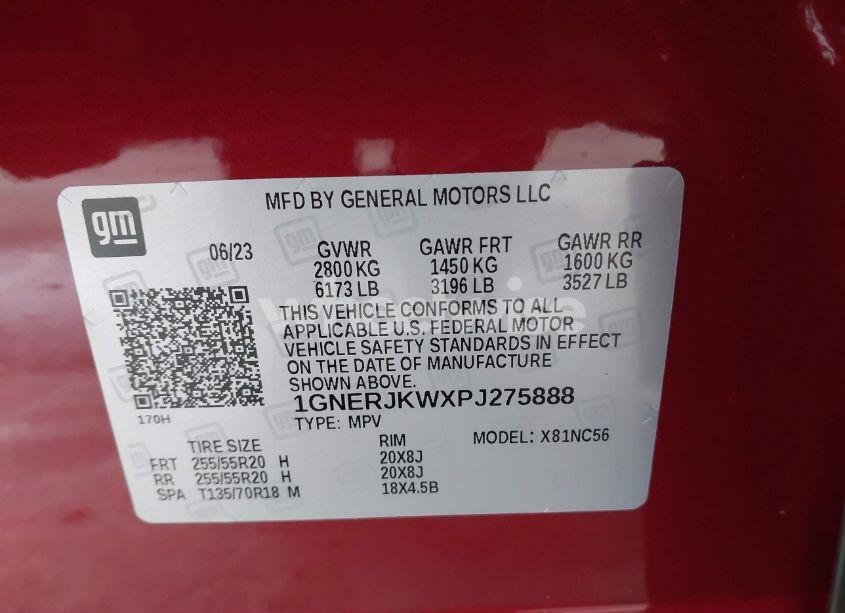 MFD BY GENERAL MOTORS LLC
gm
06/23 GVWR GAWR FRT GAWR RR
2800 KG 1450 KG 1600 KG
6173 LB 3196 LB 3527 LB
THIS VEHICLE CONFORMS TO ALL
APPLICABLE U.S. FEDERAL MOTOR
VEHICLE SAFETY STANDARDS IN EFFECT
ON THE DATE OF MANUFACTURE
SHOWN ABOVE.
1GNERJKWXPJ275888
170H
TYPE: MPV MODEL: X81NC56
TIRE SIZE RIM
FRT 255/55R20 H 20X8J
RR 255/55R20 H 20X8J
SPA T135/70R18 M 18X4.5B